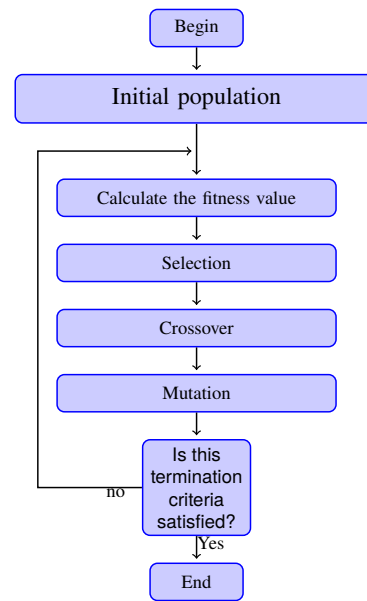 Begin
Initial population
Calculate the fitness value
Selection
Crossover
Mutation
Is this
termination
criteria
satisfied?
no
Yes
End